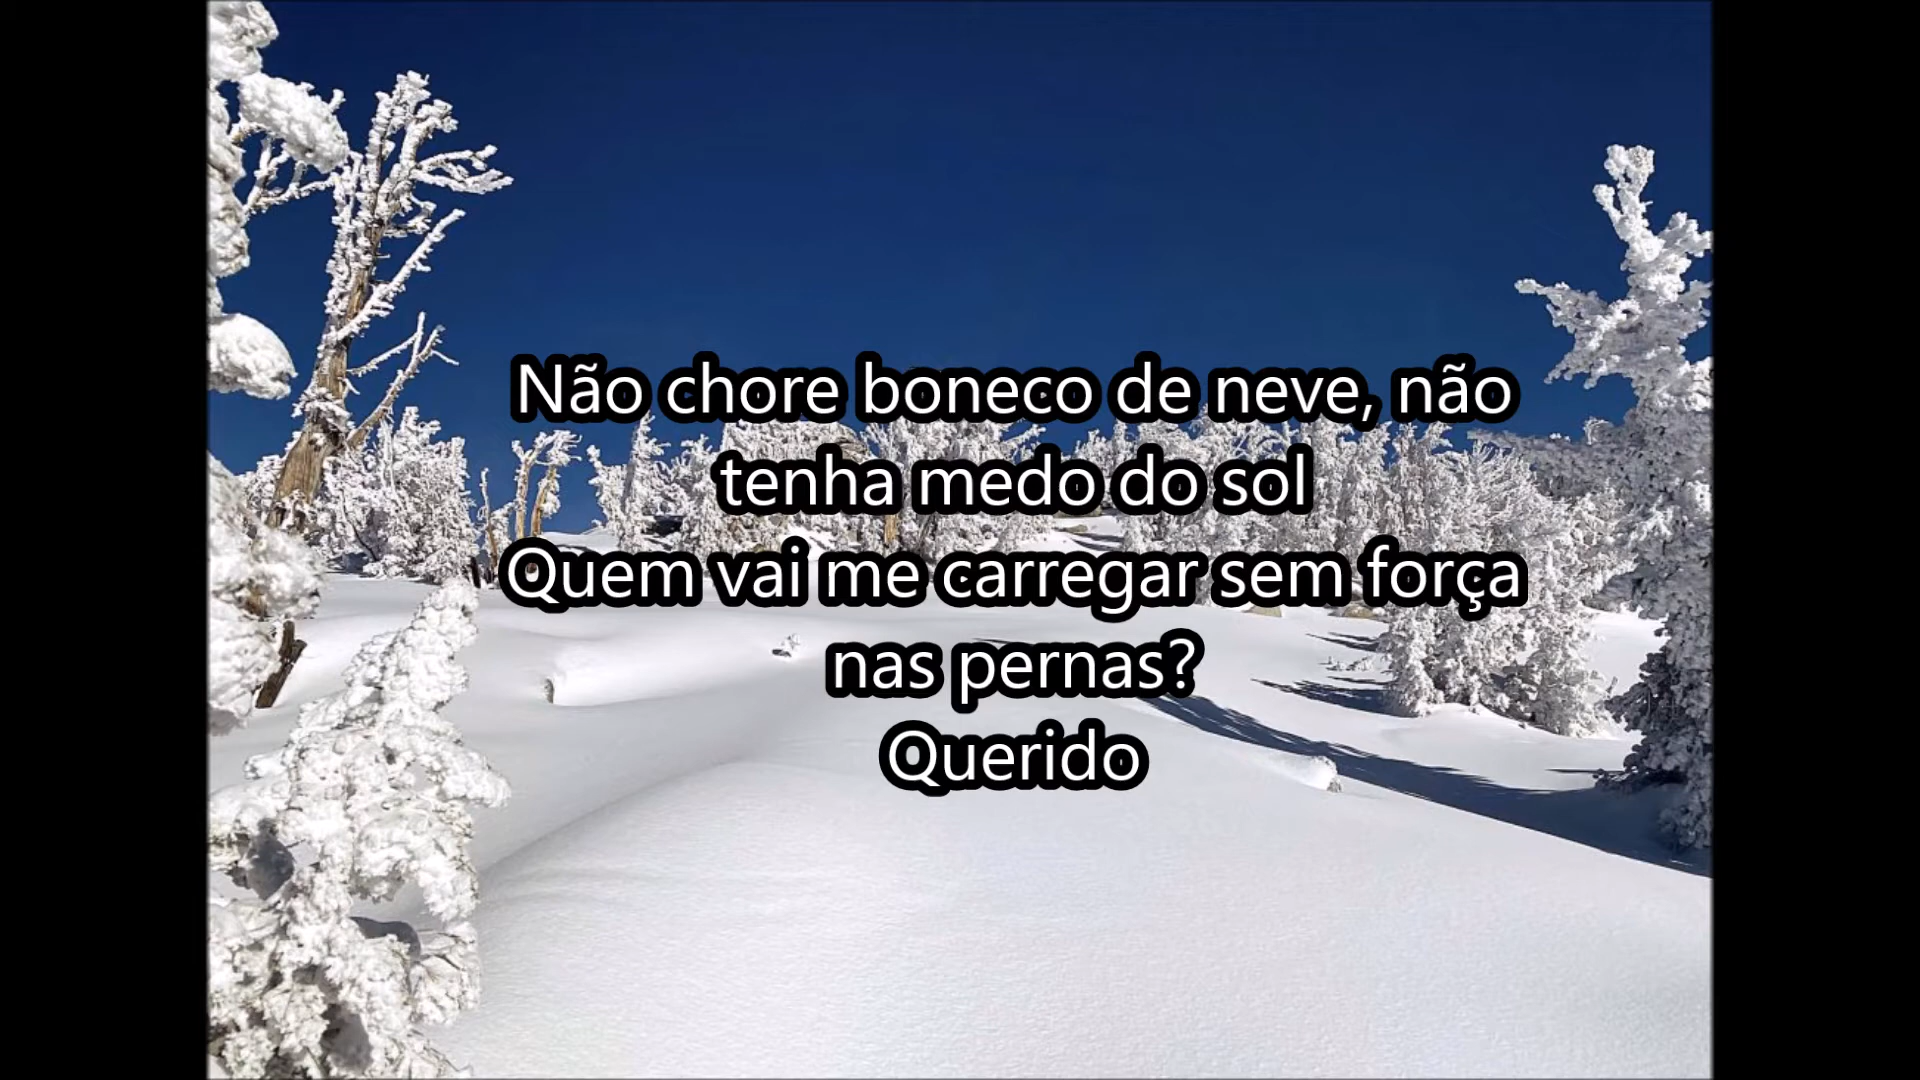 Não chore boneco de neve, não
tenha medo do sol
Quem vai me carregar sem força
nas pernas?
Querido